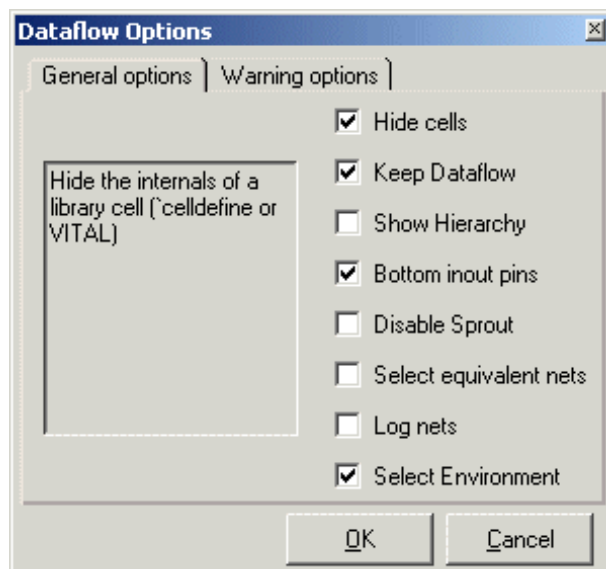 Dataflow Options
General options
Warning options
Hide the internals of a
library cell (`celldefine or
VITAL)
Hide cells
Keep Dataflow
Show Hierarchy
Bottom inout pins
Disable Sprout
Select equivalent nets
Log nets
Select Environment
OK
Cancel